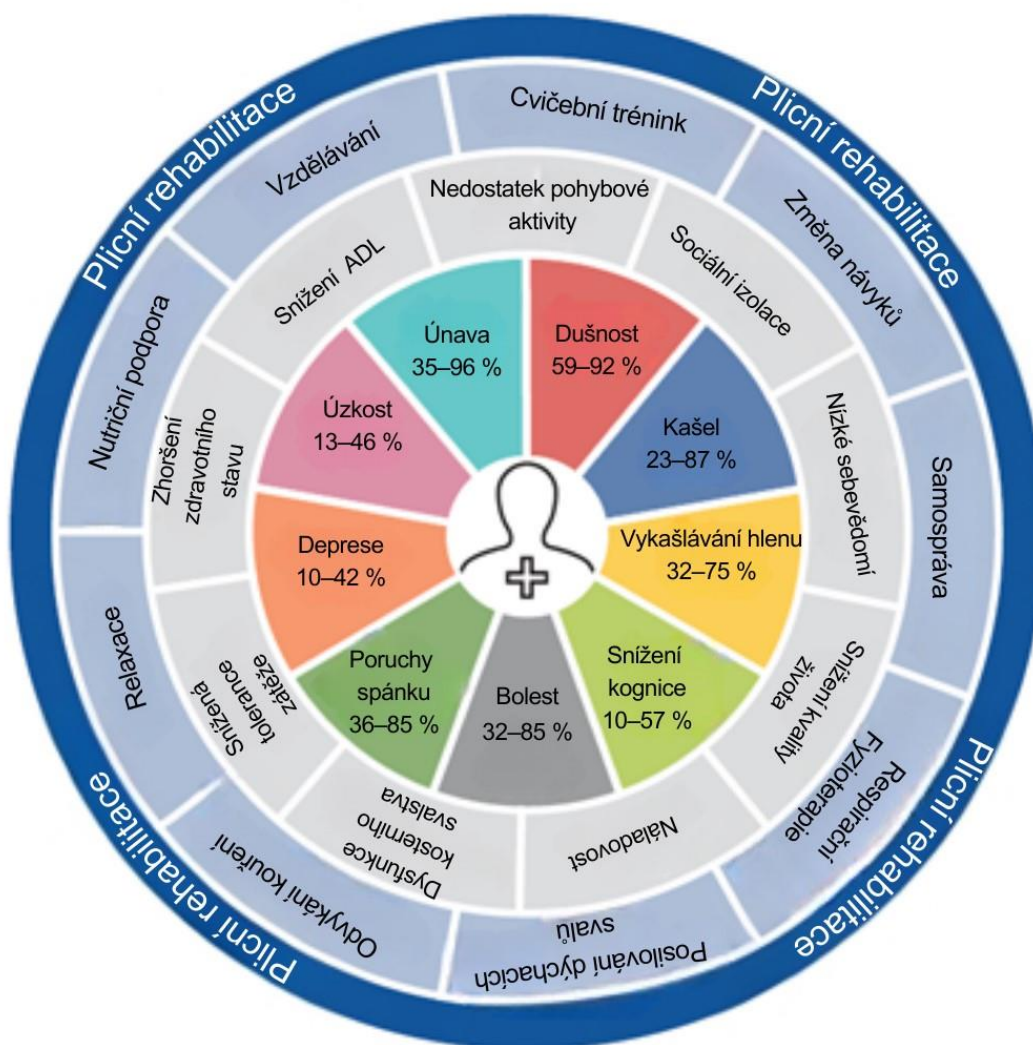 Plicní rehabilitace
Plicní rehabilitace
Plicní rehabilitace
Plicní rehabilitace
Cvičební trénink
Změna návyků
Samospráva
Respirační
Fyzioterapie
Posilování dýchacích
svalů
Odvykání kouření
Relaxace
Nutriční podpora
Vzdělávání
Nedostatek pohybové
aktivity
Sociální izolace
Nízké sebevědomí
Snížení kvality
života
Náladovost
Dysfunkce
kosterního
svalstva
Snížená
tolerance
zátěže
Zhoršení
zdravotního
stavu
Snížení ADL
Dušnost
59–92 %
Kašel
23–87 %
Vykašlávání hlenu
32–75 %
Snížení
kognice
10–57 %
Bolest
32–85 %
Poruchy
spánku
36–85 %
Deprese
10–42 %
Úzkost
13–46 %
Únava
35–96 %